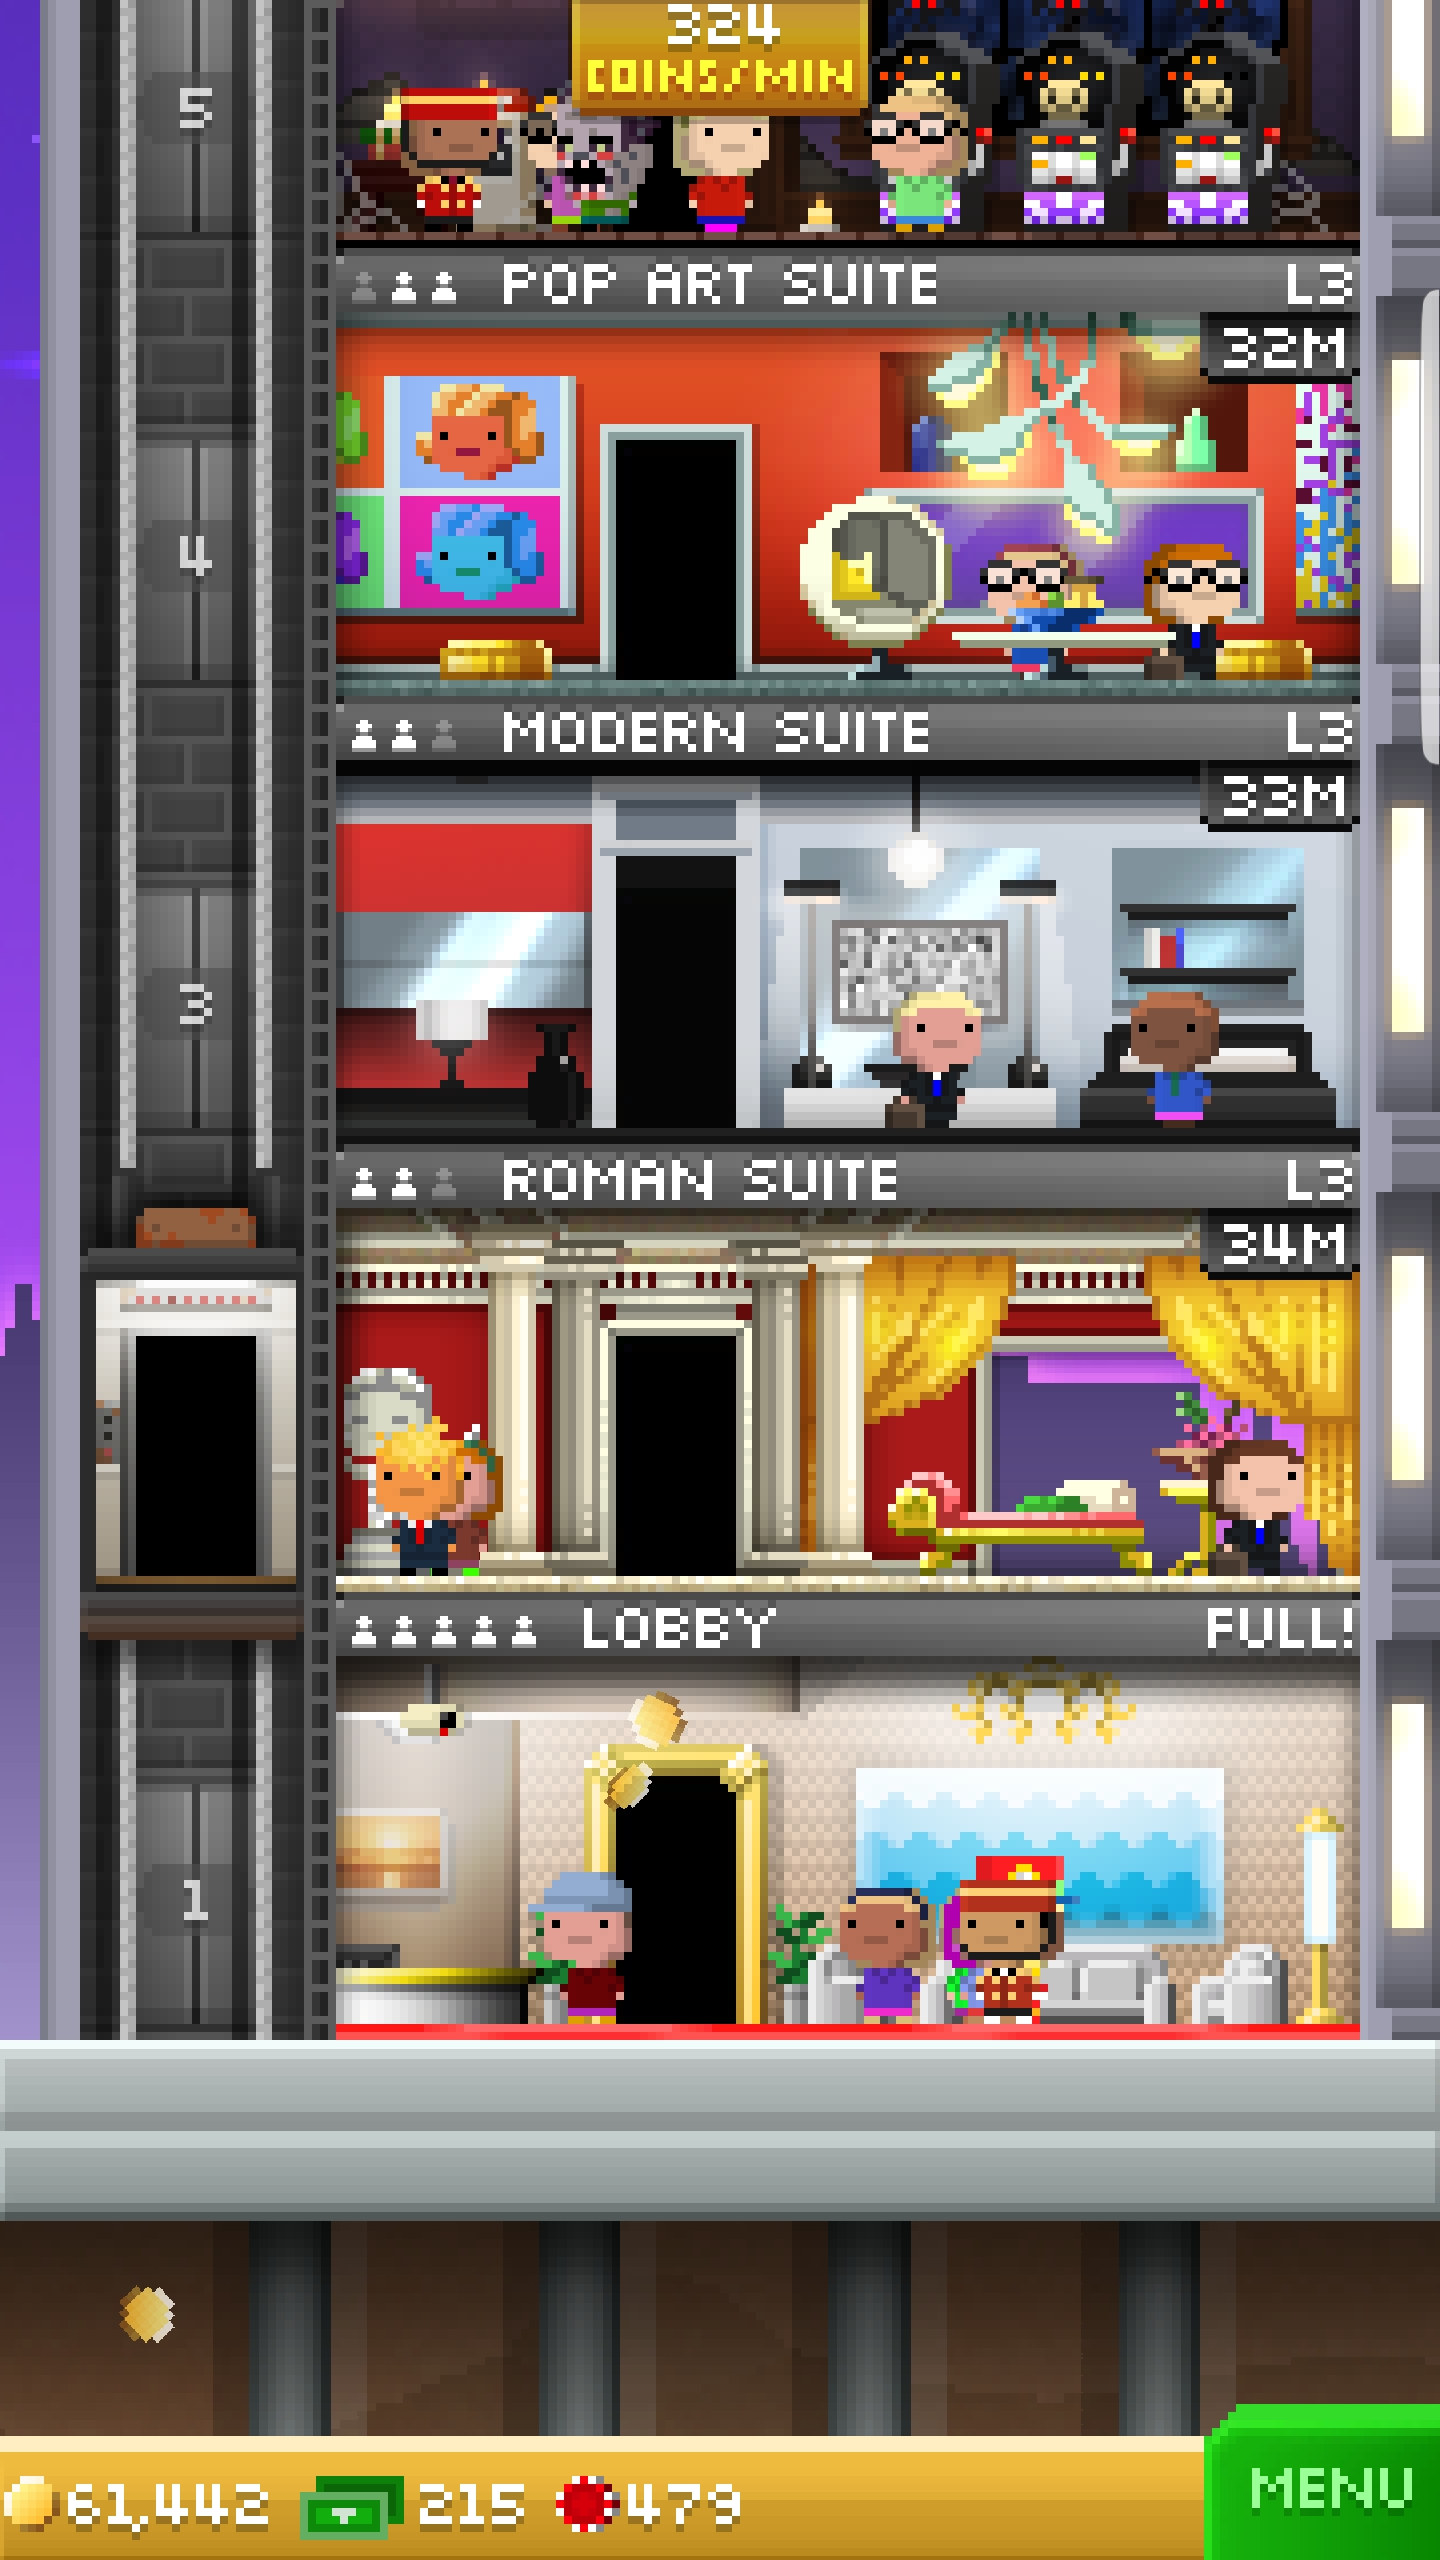 324
COINS/MIN
5
POP ART SUITE L3
32M
4
MODERN SUITE L3
33M
3
ROMAN SUITE L3
34M
LOBBY FULL!
1
61,442 215 479
MENU